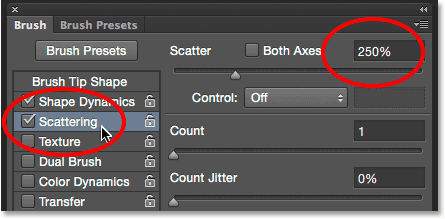 Brush Brush Presets
Brush Presets
Scatter Both Axes 250%
Control: Off
Brush Tip Shape
Shape Dynamics
Scattering
Texture
Dual Brush
Color Dynamics
Transfer
Count 1
Count Jitter 0%